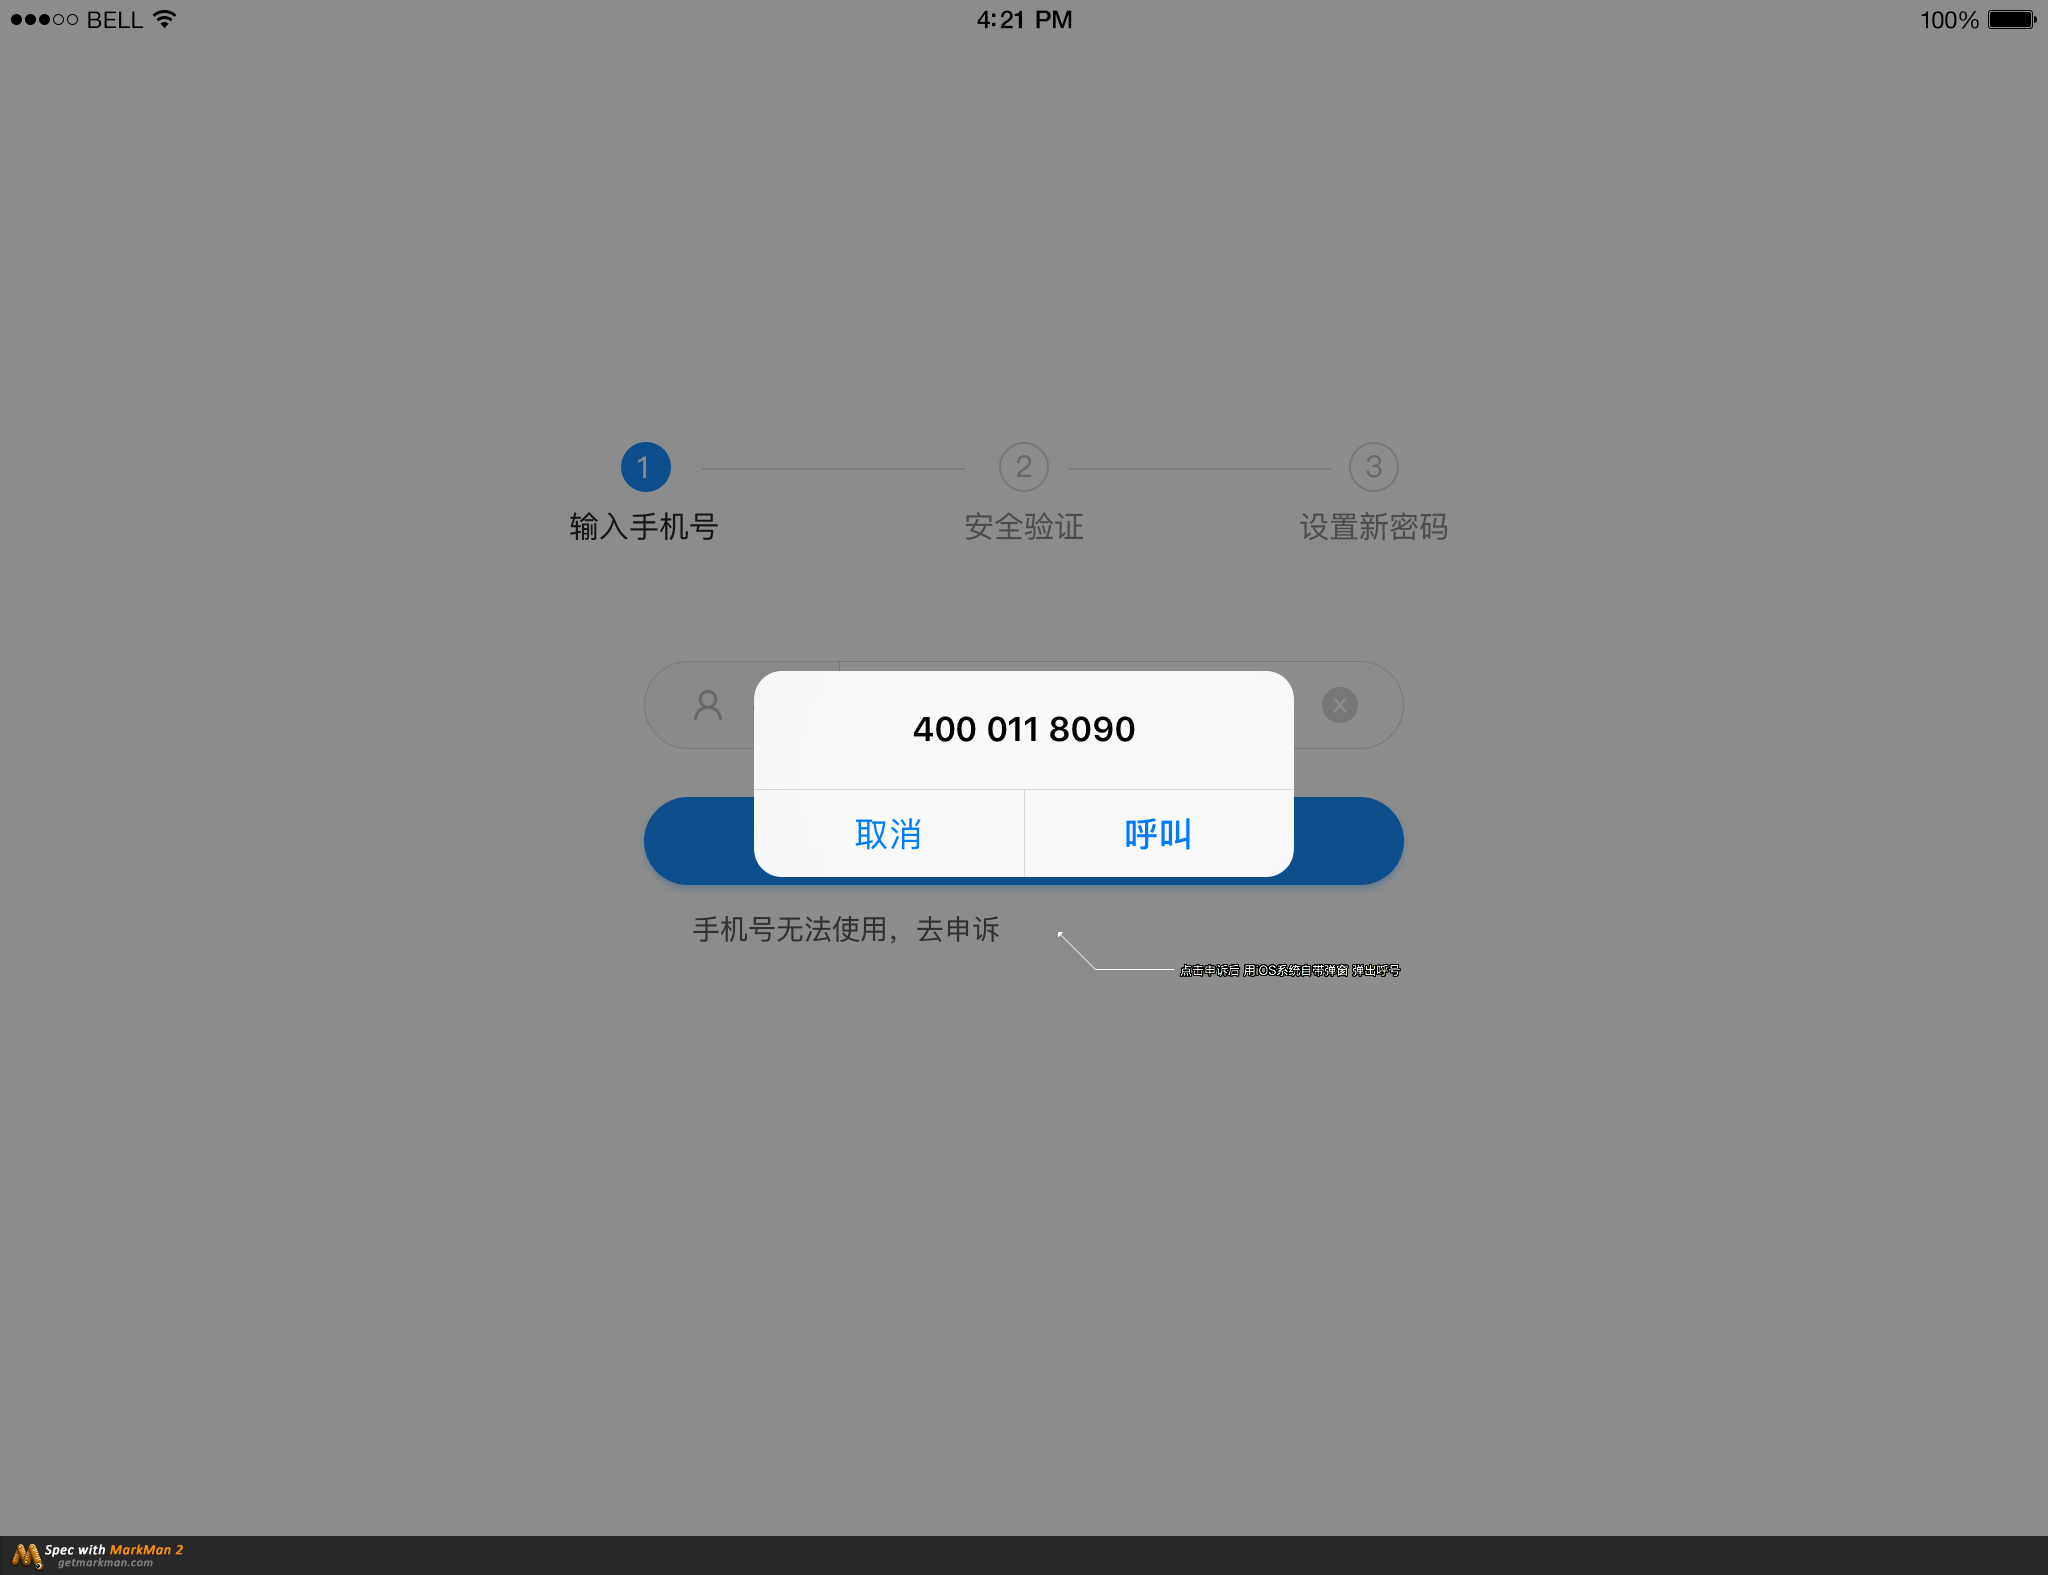 BELL
4:21 PM
100%
1
2
3
输入手机号
安全验证
设置新密码
400 011 8090
取消
呼叫
手机号无法使用，去申诉
点击申诉后 用iOS系统自带弹窗 弹出呼号
Spec with MarkMan 2
getmarkman.com